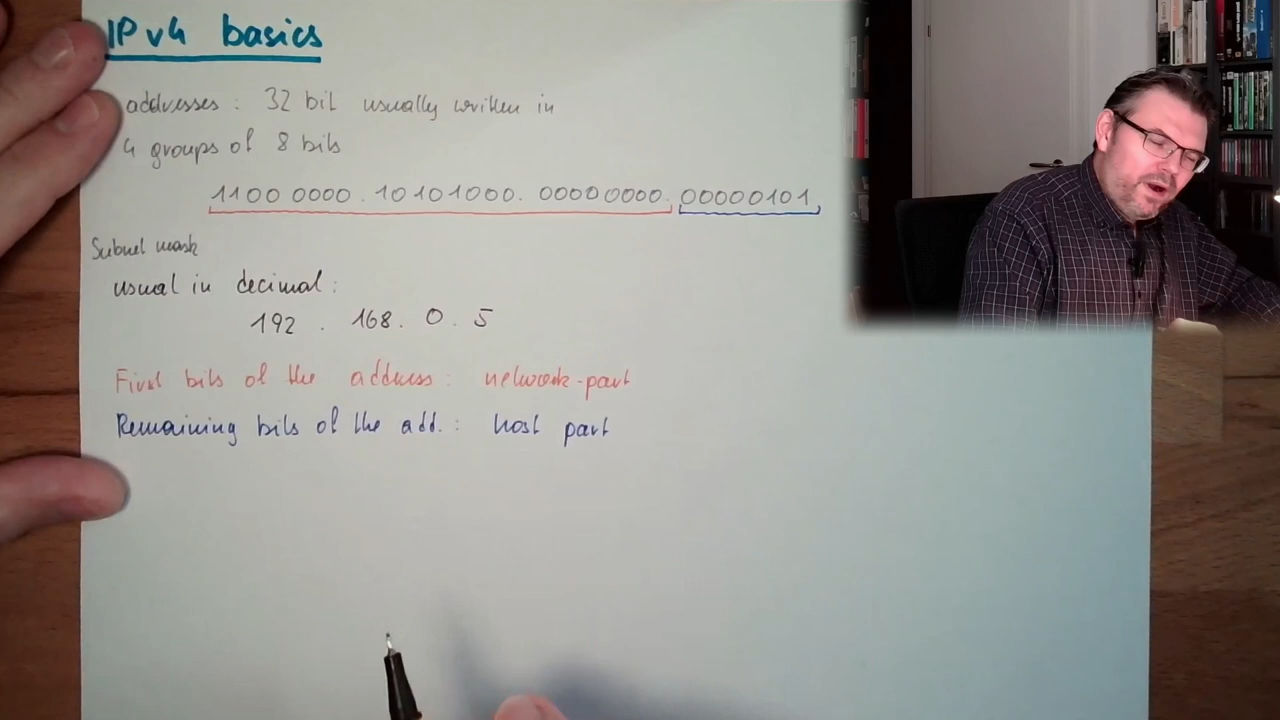 IPv4 basics
addresses : 32 bit usually written in
4 groups of 8 bits
1100 0000 . 10101000. 00000000. 00000101
Subnet mask
usual in decimal :
192 . 168. 0 . 5
First bits of the address : network-part
Remaining bits of the add. : host part